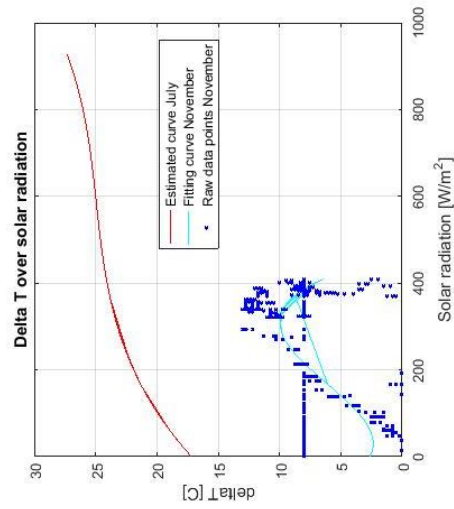 Delta T over solar radiation
30
25
20
15
10
5
0
deltaT [C]
Estimated curve July
Fitting curve November
Raw data points November
0
200
400
600
800
1000
Solar radiation [W/m²]